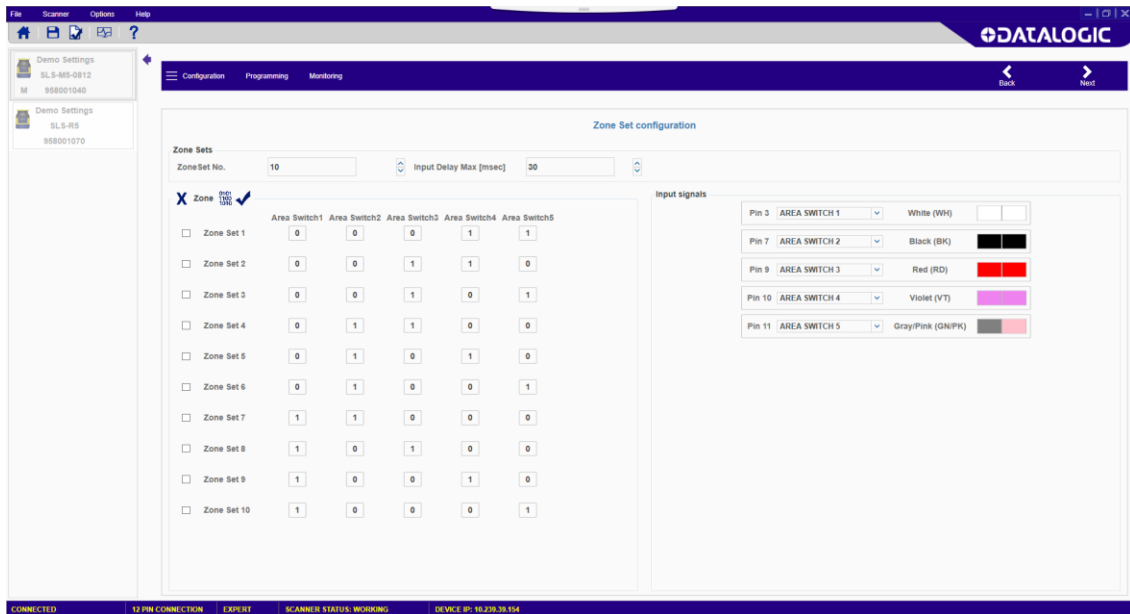 File Scanner Options Help
DATALOGIC
Demo Settings
SLS-M5-0812
M 958001040
Demo Settings
SLS-R5
958001070
Configuration Programming Monitoring Back Next
Zone Set configuration
Zone Sets
ZoneSet No. 10 Input Delay Max [msec] 30
X Zone 0101 1100 1010
Area Switch1 Area Switch2 Area Switch3 Area Switch4 Area Switch5
Zone Set 1 0 0 0 1 1
Zone Set 2 0 0 1 1 0
Zone Set 3 0 0 1 0 1
Zone Set 4 0 1 1 0 0
Zone Set 5 0 1 0 1 0
Zone Set 6 0 1 0 0 1
Zone Set 7 1 1 0 0 0
Zone Set 8 1 0 1 0 0
Zone Set 9 1 0 0 1 0
Zone Set 10 1 0 0 0 1
Input signals
Pin 3 AREA SWITCH 1 White (WH)
Pin 7 AREA SWITCH 2 Black (BK)
Pin 9 AREA SWITCH 3 Red (RD)
Pin 10 AREA SWITCH 4 Violet (VT)
Pin 11 AREA SWITCH 5 Gray/Pink (GN/PK)
CONNECTED 12 PIN CONNECTION EXPERT SCANNER STATUS: WORKING DEVICE IP: 10.239.39.154